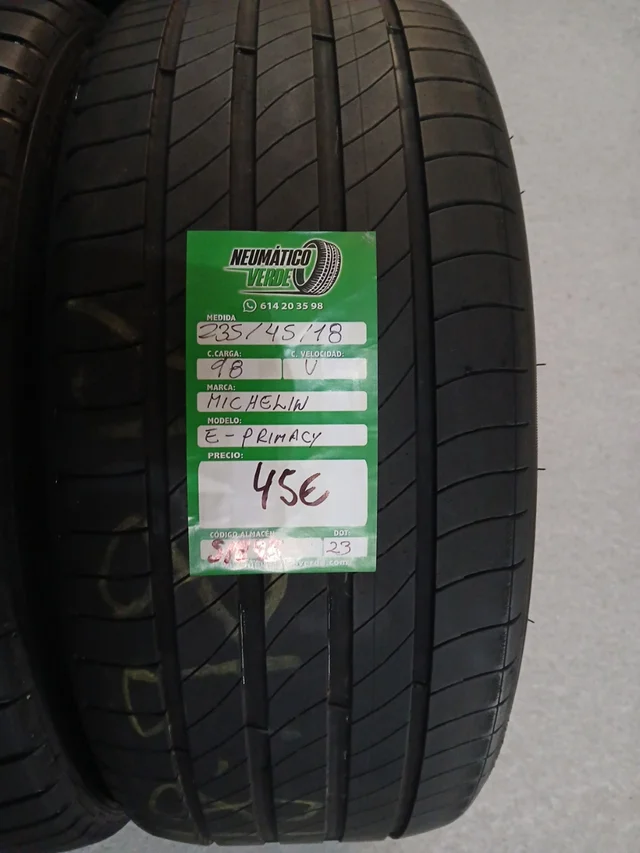 NEUMÁTICO
VERDE
614 20 35 98
MEDIDA
235/45/18
C.CARGA: C. VELOCIDAD:
98 V
MARCA:
MICHELIN
MODELO:
E-PRIMACY
PRECIO:
45€
CÓDIGO ALMACÉN DOT:
23